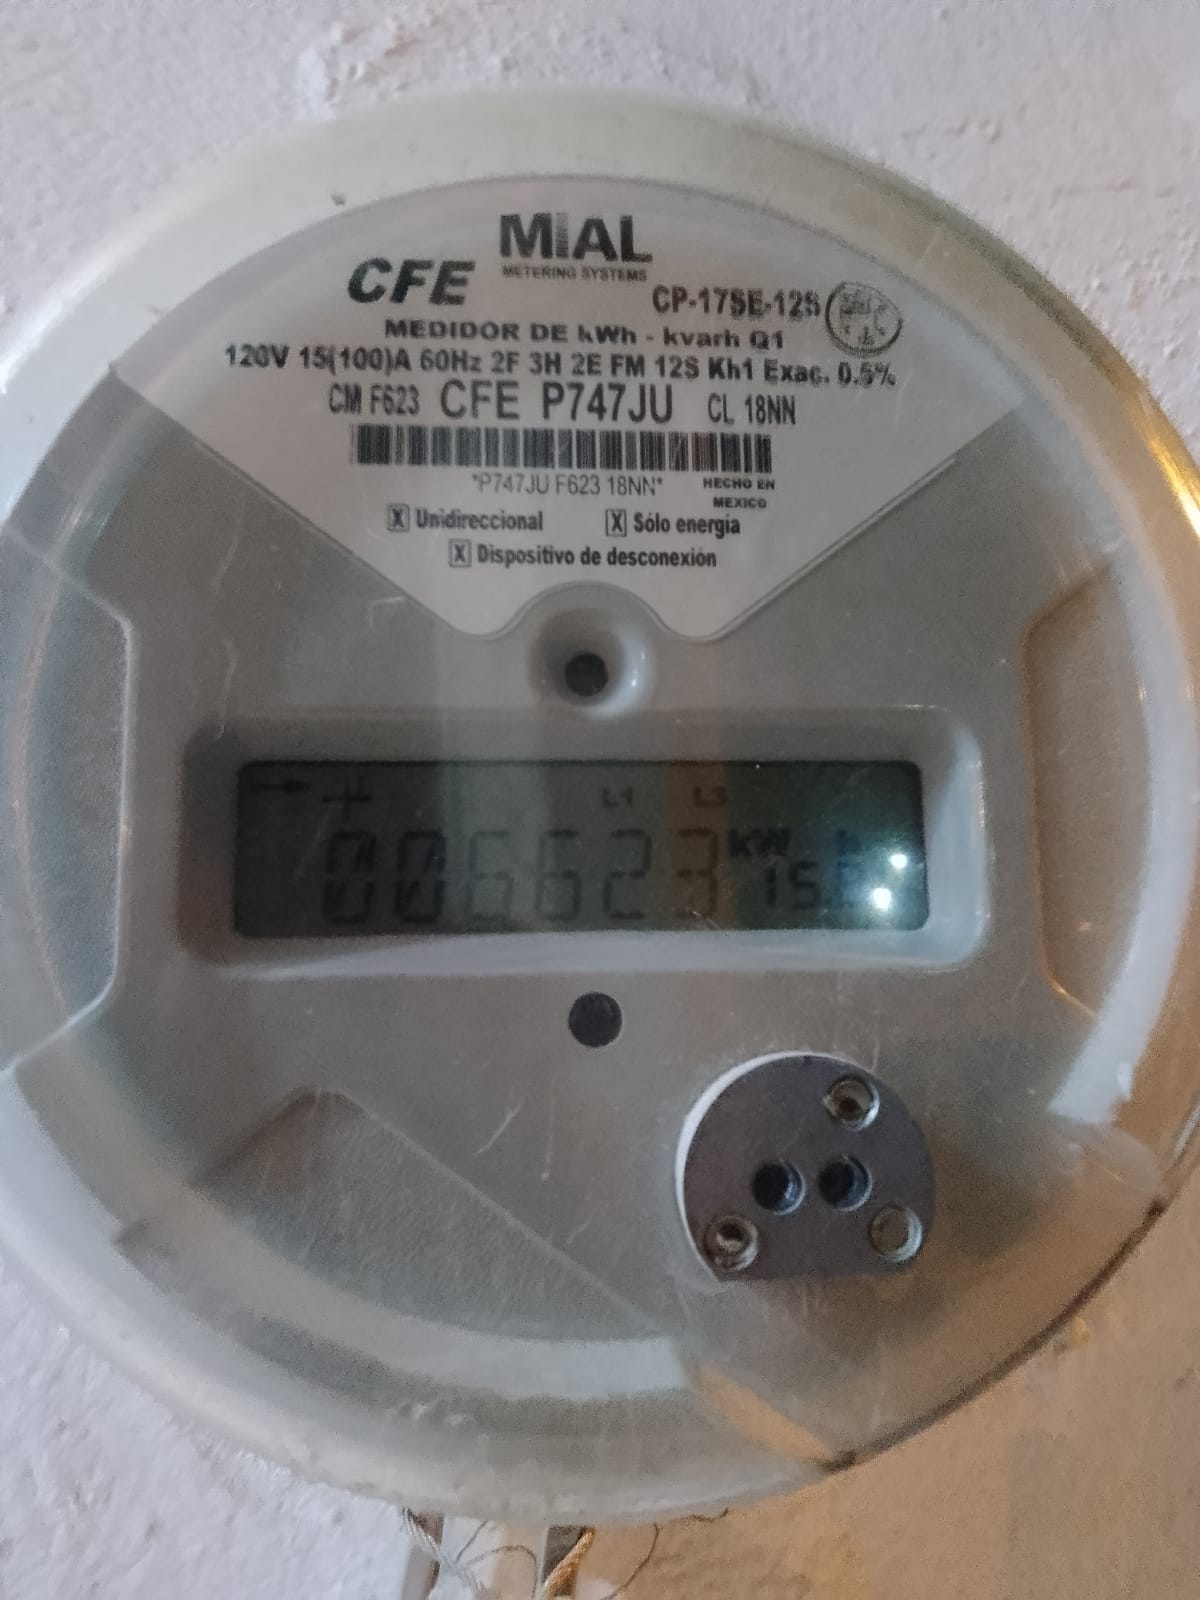 MIAL
METERING SYSTEMS
CFE
CP-17SE-12S
MEDIDOR DE kWh - kvarh Q1
120V 15(100)A 60Hz 2F 3H 2E FM 12S Kh1 Exac. 0.5%
CM F623 CFE P747JU CL 18NN
*P747JU F623 18NN* HECHO EN MEXICO
X Unidireccional X Sólo energía
X Dispositivo de desconexión
L1 L3
006623 kW h